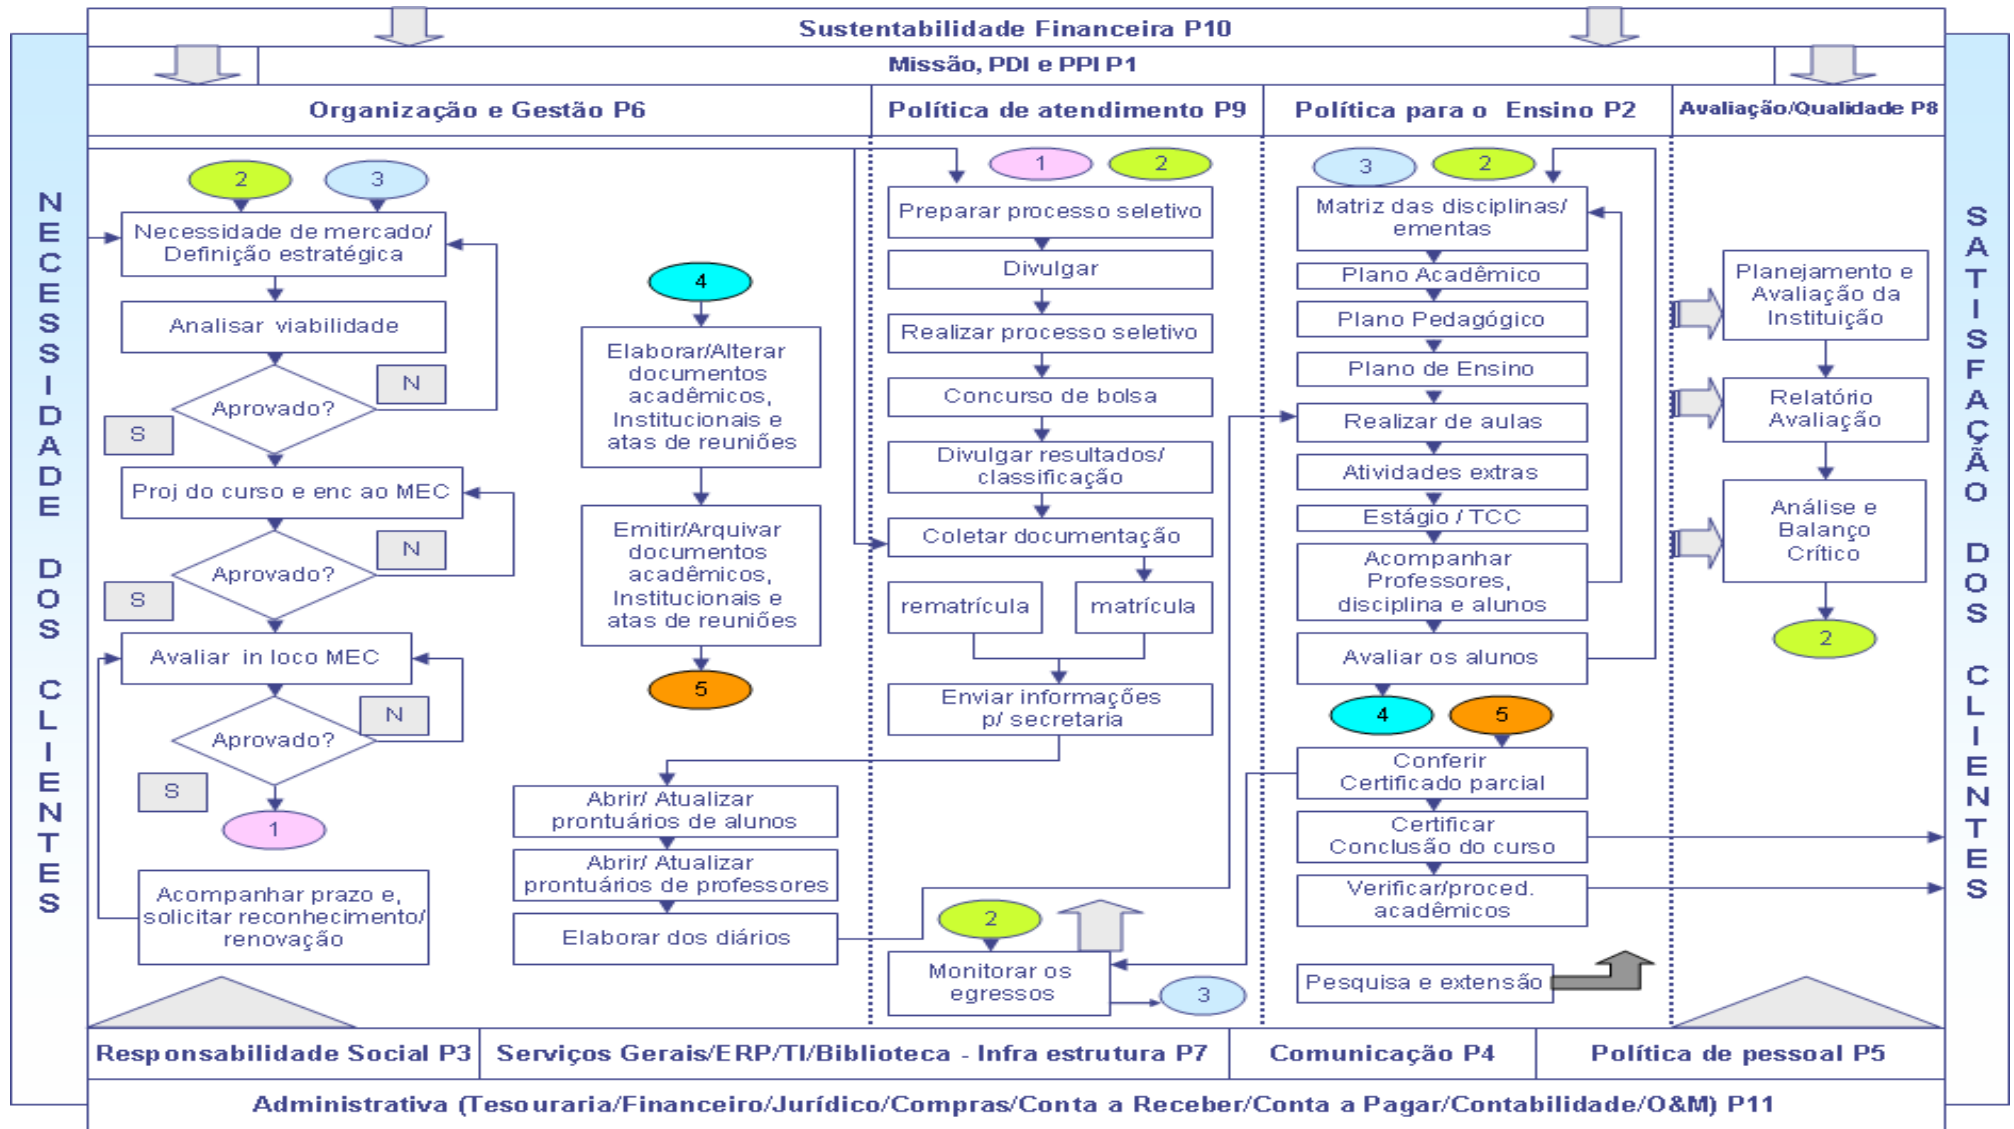 Sustentabilidade Financeira P10
Missão, PDI e PPI P1
NECESSIDADE DOS CLIENTES
Organização e Gestão P6
2
3
Necessidade de mercado/
Definição estratégica
Analisar viabilidade
Aprovado?
N
S
Proj do curso e enc ao MEC
Aprovado?
N
S
Avaliar in loco MEC
Aprovado?
N
S
1
Acompanhar prazo e,
solicitar reconhecimento/
renovação
4
Elaborar/Alterar
documentos
acadêmicos,
Institucionais e
atas de reuniões
Emitir/Arquivar
documentos
acadêmicos,
Institucionais e
atas de reuniões
5
Abrir/ Atualizar
prontuários de alunos
Abrir/ Atualizar
prontuários de professores
Elaborar dos diários
Política de atendimento P9
1
2
Preparar processo seletivo
Divulgar
Realizar processo seletivo
Concurso de bolsa
Divulgar resultados/
classificação
Coletar documentação
rematrícula
matrícula
Enviar informações
p/ secretaria
2
Monitorar os
egressos
3
Política para o Ensino P2
3
2
Matriz das disciplinas/
ementas
Plano Acadêmico
Plano Pedagógico
Plano de Ensino
Realizar de aulas
Atividades extras
Estágio / TCC
Acompanhar
Professores,
disciplina e alunos
Avaliar os alunos
4
5
Conferir
Certificado parcial
Certificar
Conclusão do curso
Verificar/proced.
acadêmicos
Pesquisa e extensão
Avaliação/Qualidade P8
Planejamento e
Avaliação da
Instituição
Relatório
Avaliação
Análise e
Balanço
Crítico
2
SATISFAÇÃO DOS CLIENTES
Responsabilidade Social P3
Serviços Gerais/ERP/TI/Biblioteca - Infra estrutura P7
Comunicação P4
Política de pessoal P5
Administrativa (Tesouraria/Financeiro/Jurídico/Compras/Conta a Receber/Conta a Pagar/Contabilidade/O&M) P11